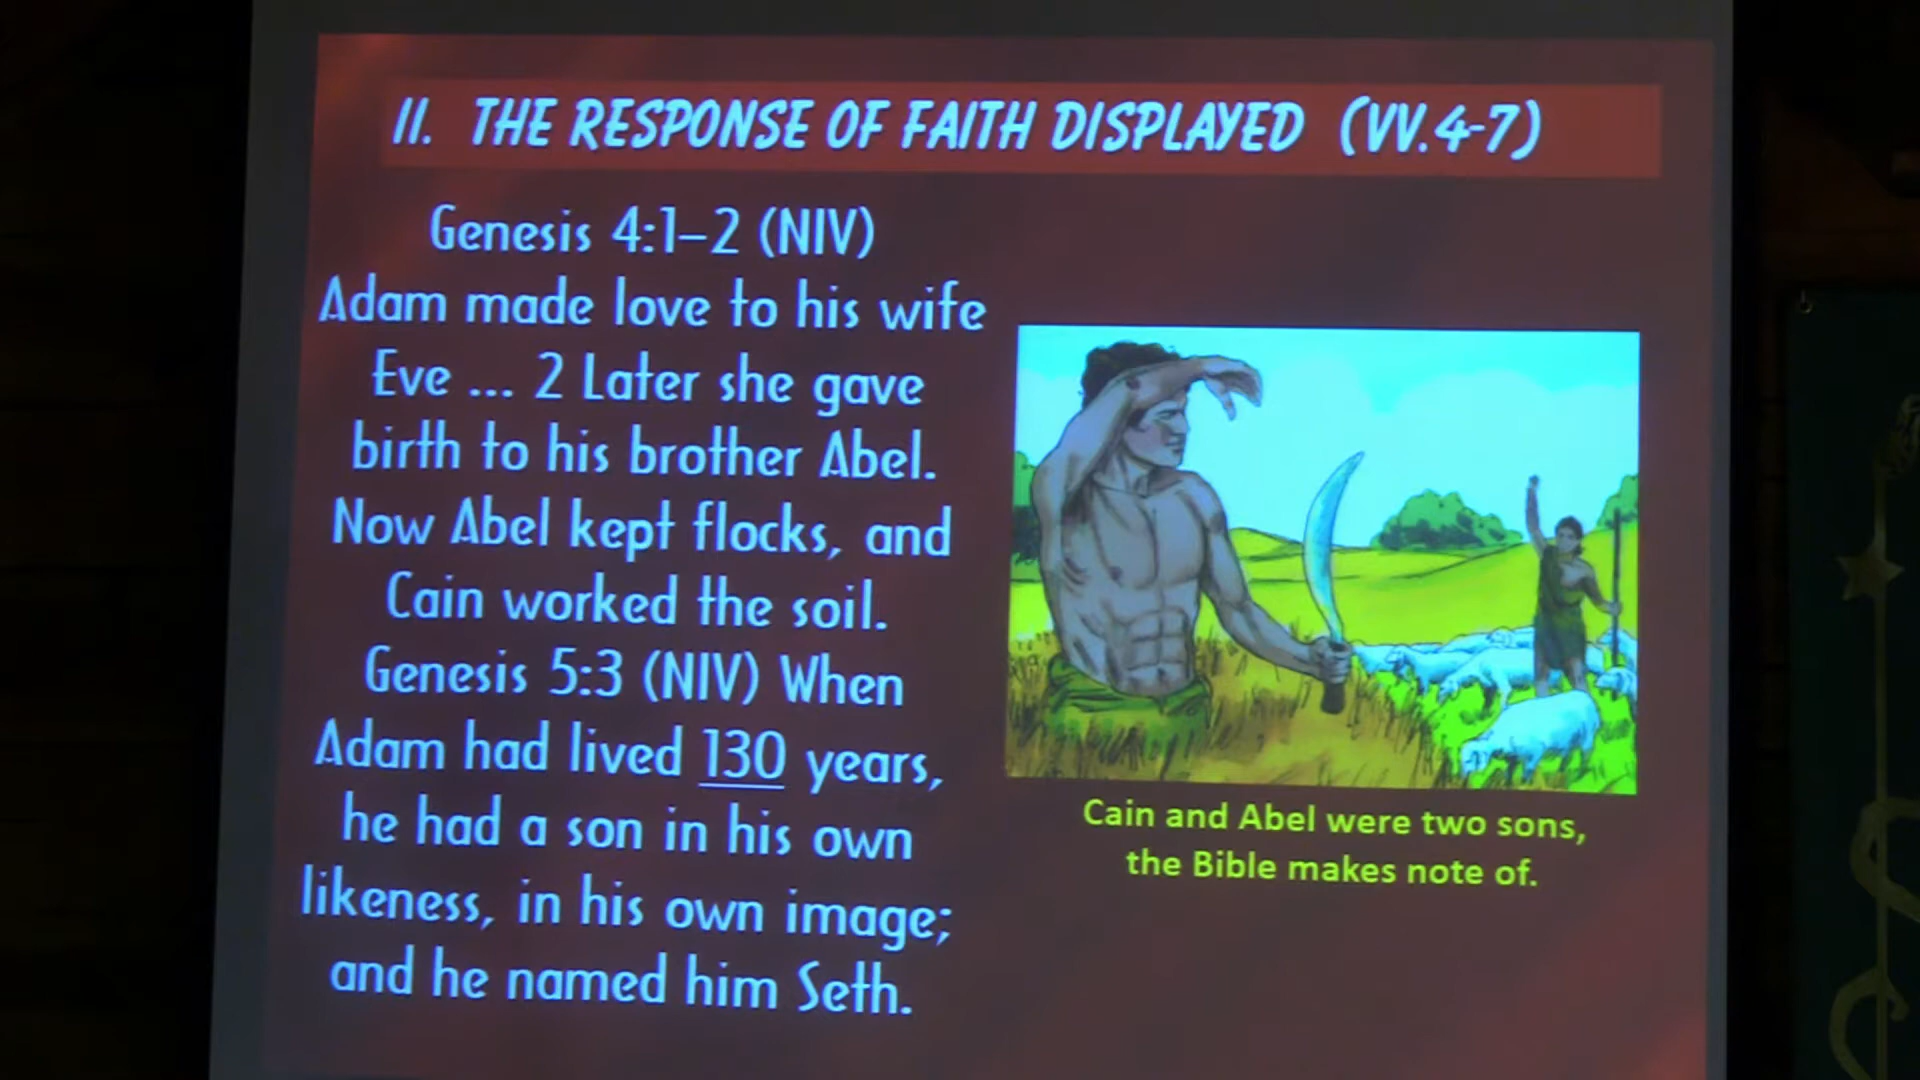 II. THE RESPONSE OF FAITH DISPLAYED (VV.4-7)
Genesis 4:1–2 (NIV)
Adam made love to his wife
Eve ... 2 Later she gave
birth to his brother Abel.
Now Abel kept flocks, and
Cain worked the soil.
Genesis 5:3 (NIV) When
Adam had lived 130 years,
he had a son in his own
likeness, in his own image;
and he named him Seth.
Cain and Abel were two sons,
the Bible makes note of.